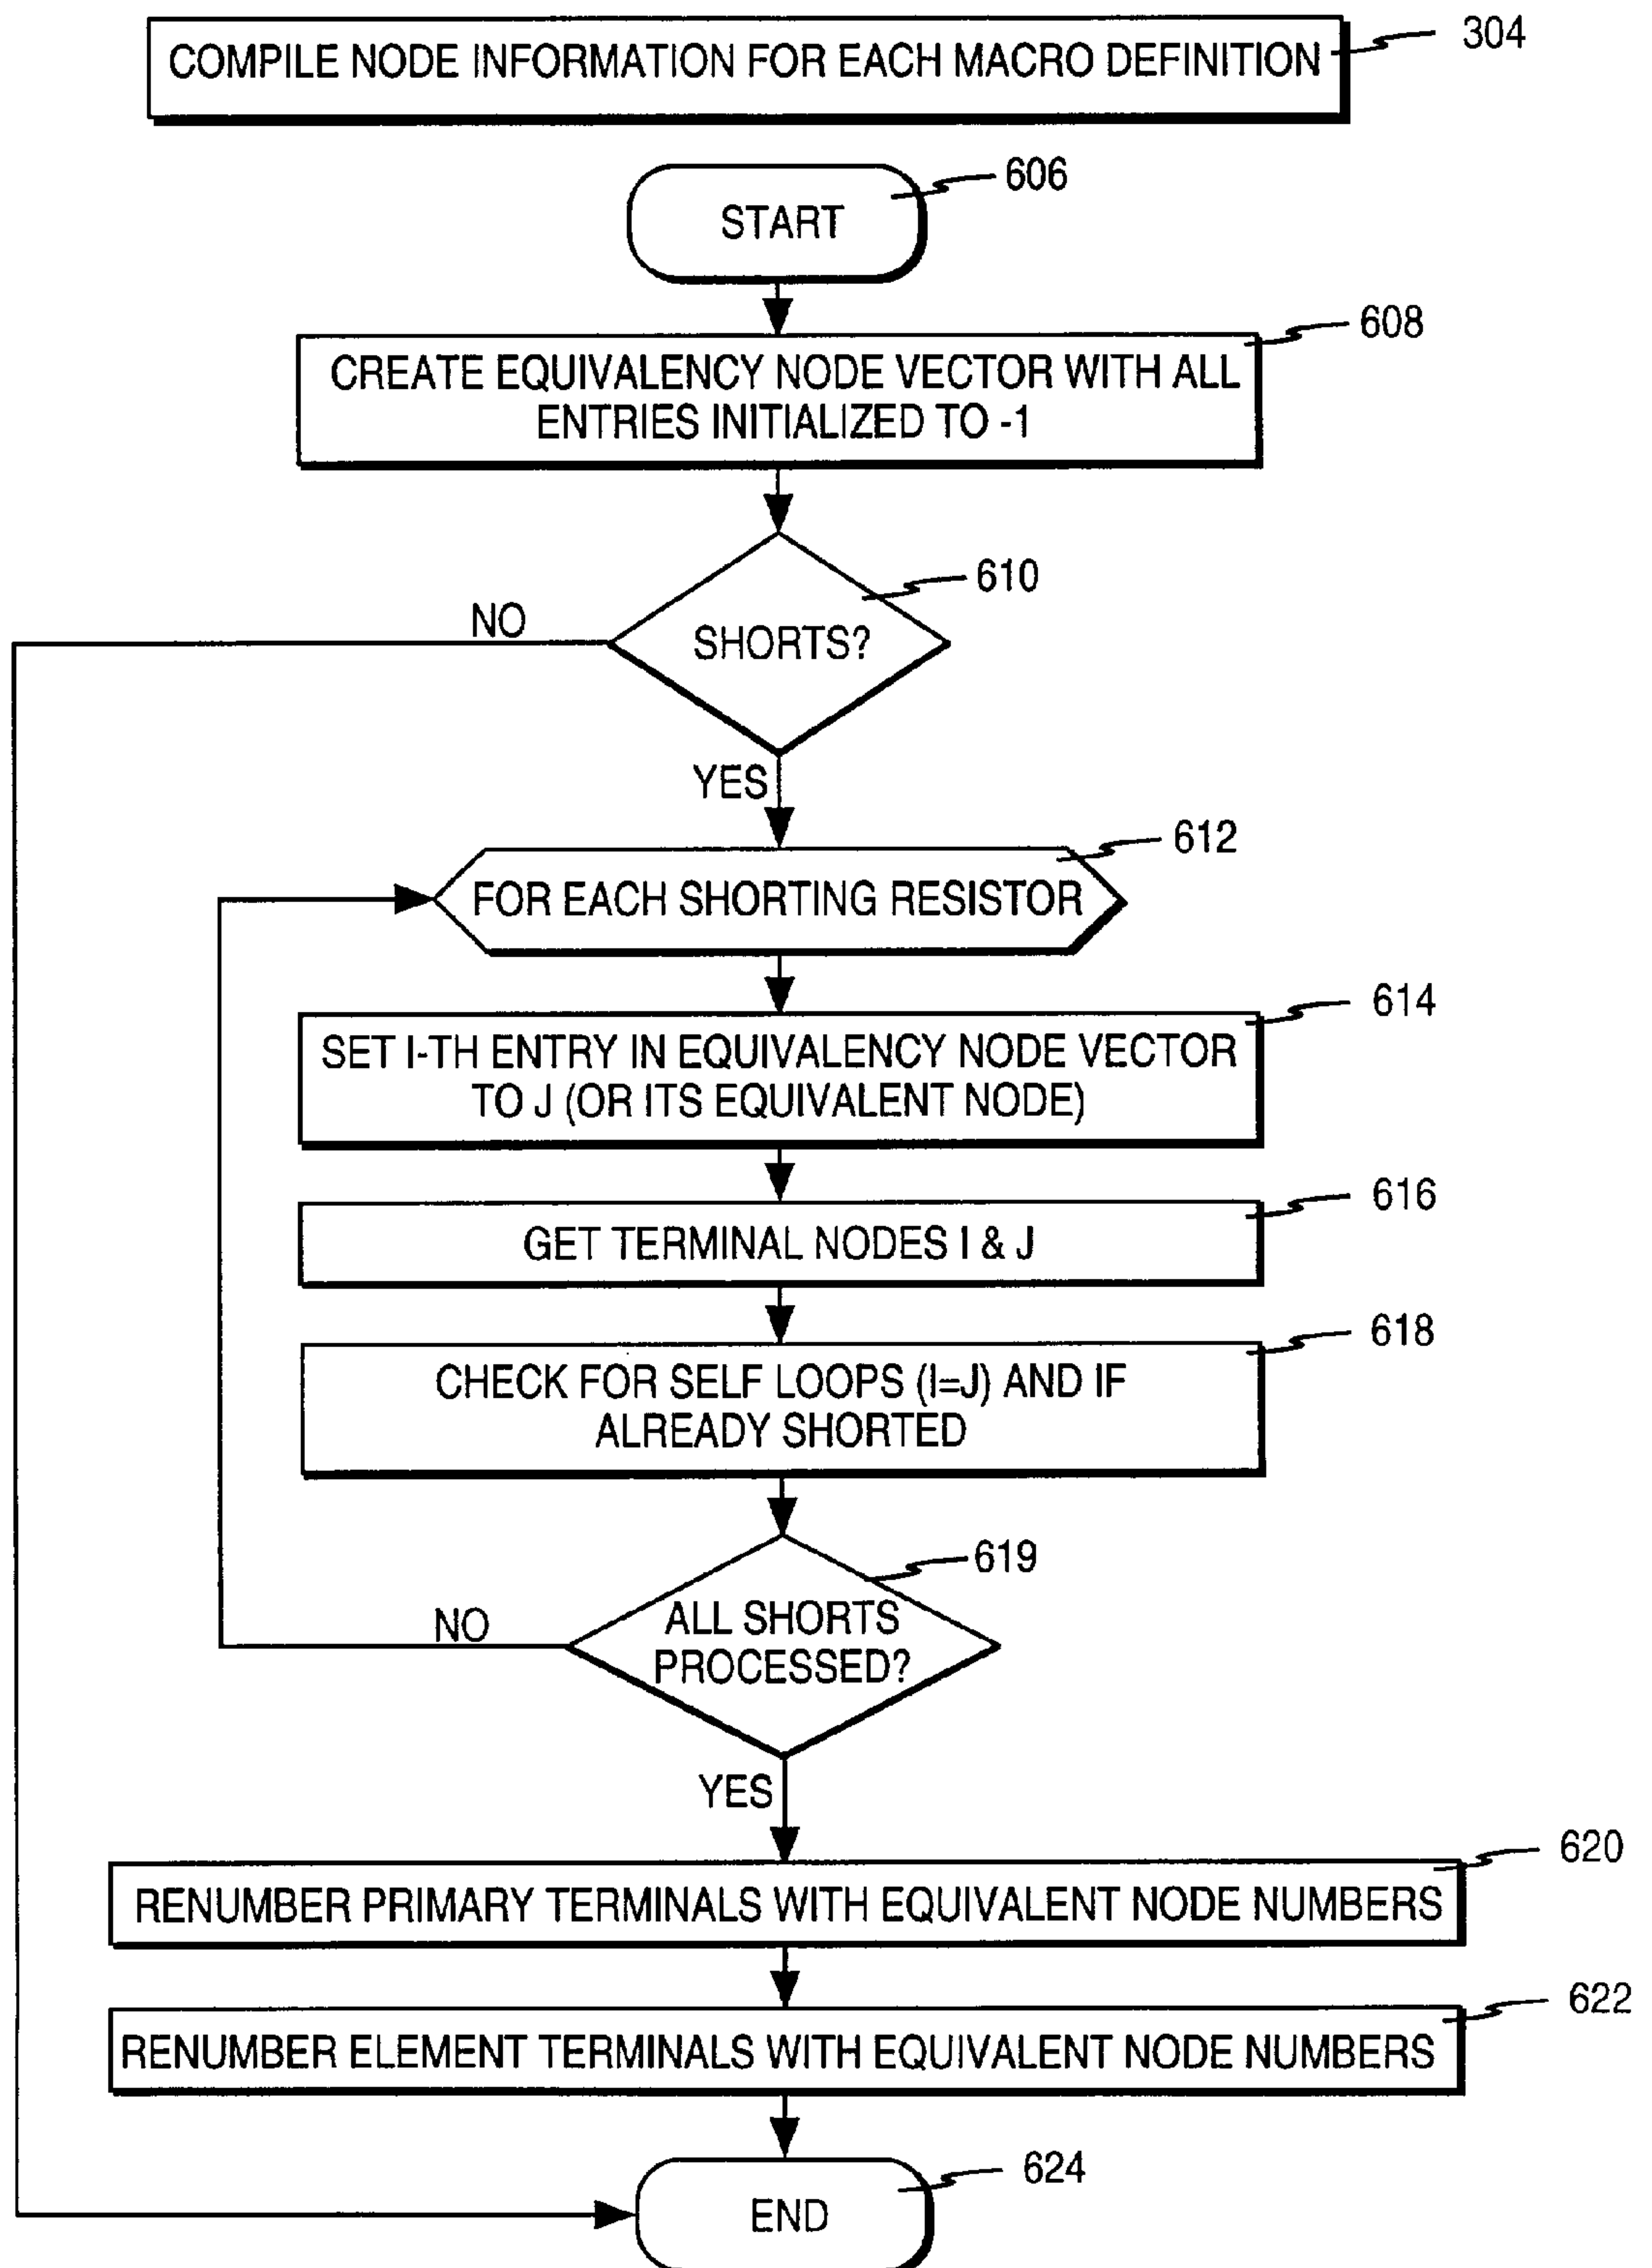 COMPILE NODE INFORMATION FOR EACH MACRO DEFINITION
304
START
606
CREATE EQUIVALENCY NODE VECTOR WITH ALL
ENTRIES INITIALIZED TO -1
608
SHORTS?
610
NO
YES
FOR EACH SHORTING RESISTOR
612
SET I-TH ENTRY IN EQUIVALENCY NODE VECTOR
TO J (OR ITS EQUIVALENT NODE)
614
GET TERMINAL NODES I & J
616
CHECK FOR SELF LOOPS (I=J) AND IF
ALREADY SHORTED
618
ALL SHORTS
PROCESSED?
619
NO
YES
RENUMBER PRIMARY TERMINALS WITH EQUIVALENT NODE NUMBERS
620
RENUMBER ELEMENT TERMINALS WITH EQUIVALENT NODE NUMBERS
622
END
624